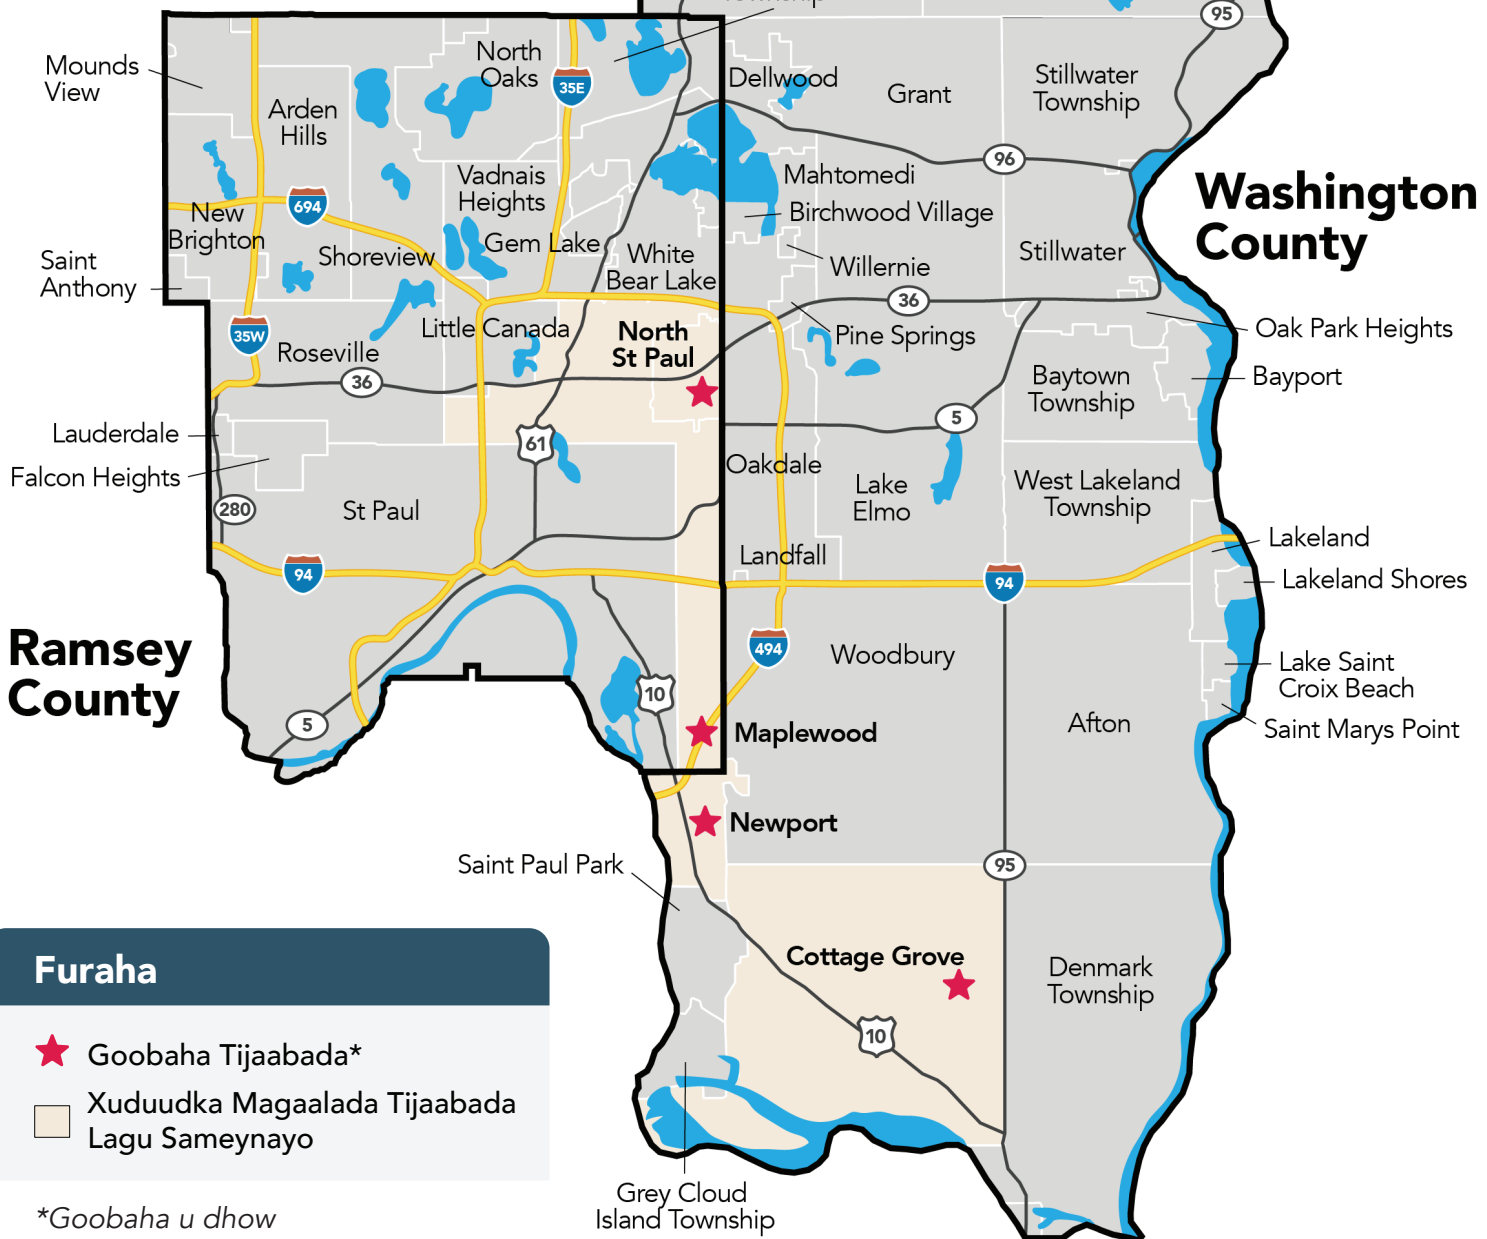 Township
95
Mounds
View
North
Oaks
35E
Dellwood
Grant
Stillwater
Township
Arden
Hills
96
Vadnais
Heights
Mahtomedi
Washington
County
694
New
Brighton
Birchwood Village
Shoreview
Gem Lake
White
Bear Lake
Stillwater
Saint
Anthony
Willernie
36
35W
Little Canada
North
St Paul
Pine Springs
Oak Park Heights
Roseville
36
Baytown
Township
Bayport
5
Lauderdale
61
Falcon Heights
Oakdale
Lake
Elmo
West Lakeland
Township
280
St Paul
Lakeland
Landfall
94
94
Lakeland Shores
Ramsey
County
494
Woodbury
Lake Saint
Croix Beach
10
5
Maplewood
Afton
Saint Marys Point
Newport
Saint Paul Park
95
Cottage Grove
Denmark
Township
10
Furaha
Goobaha Tijaabada*
Xuduudka Magaalada Tijaabada
Lagu Sameynayo
Grey Cloud
Island Township
*Goobaha u dhow